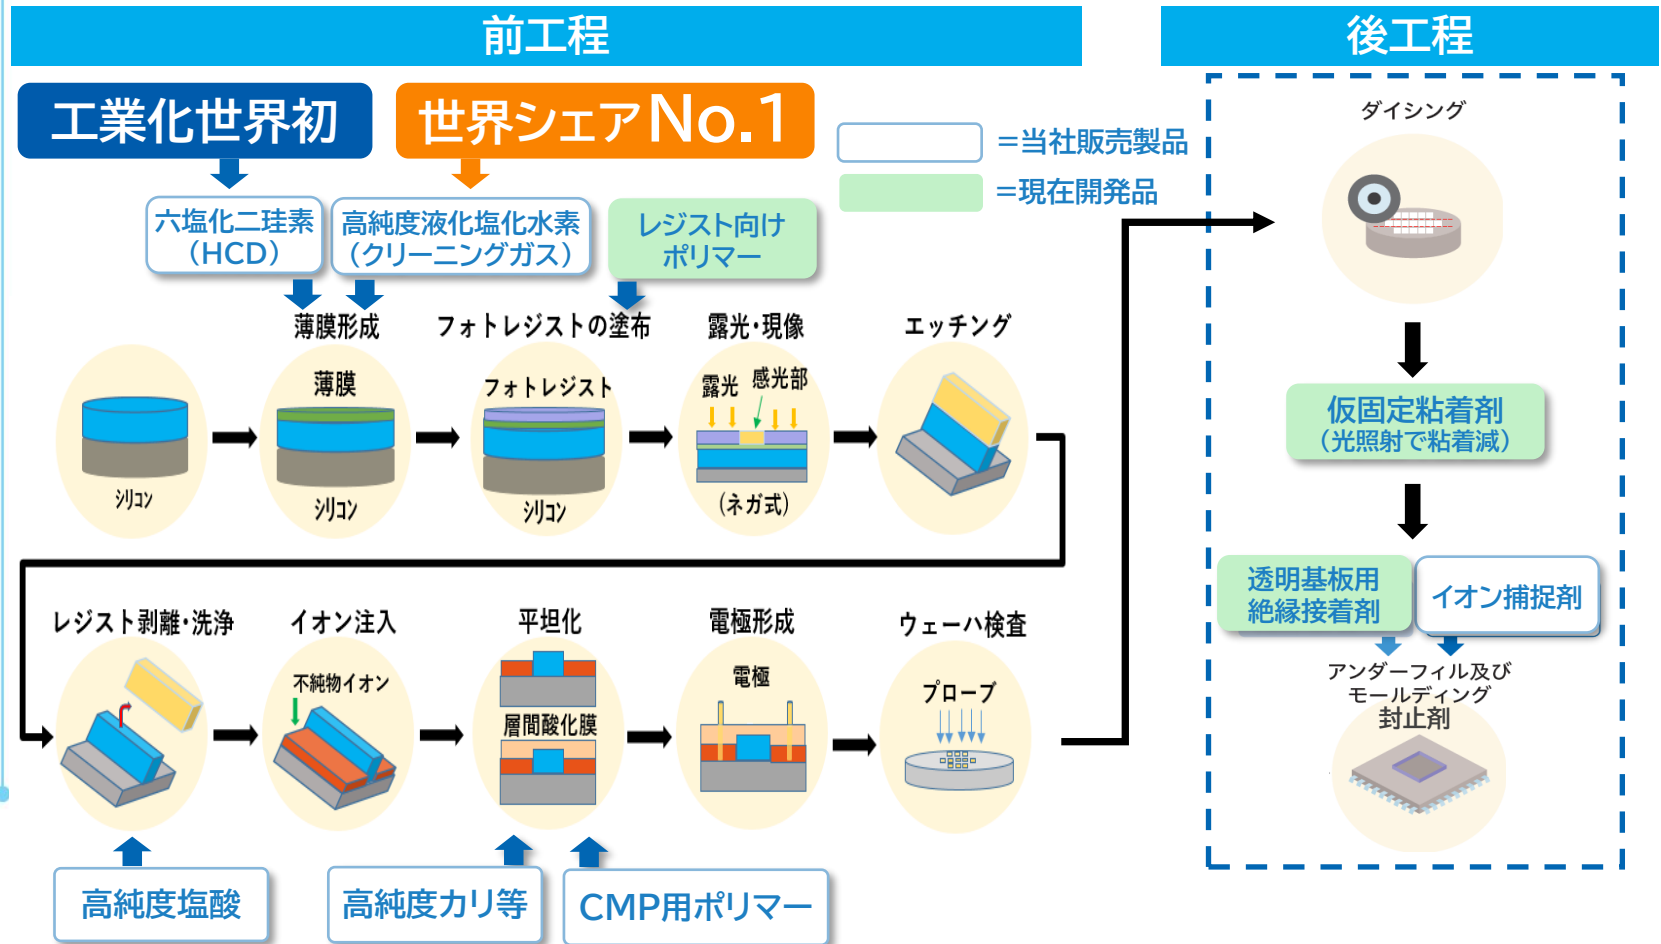 前工程
後工程
工業化世界初
世界シェアNo.1
=当社販売製品
=現在開発品
六塩化二珪素
(HCD)
高純度液化塩化水素
(クリーニングガス)
レジスト向け
ポリマー
薄膜形成
フォトレジストの塗布
露光・現像
エッチング
シリコン
薄膜
シリコン
フォトレジスト
シリコン
露光
感光部
(ネガ式)
レジスト剥離・洗浄
イオン注入
平坦化
電極形成
ウェーハ検査
不純物イオン
層間酸化膜
電極
プローブ
高純度塩酸
高純度カリ等
CMP用ポリマー
ダイシング
仮固定粘着剤
(光照射で粘着減)
透明基板用
絶縁接着剤
イオン捕捉剤
アンダーフィル及び
モールディング
封止剤